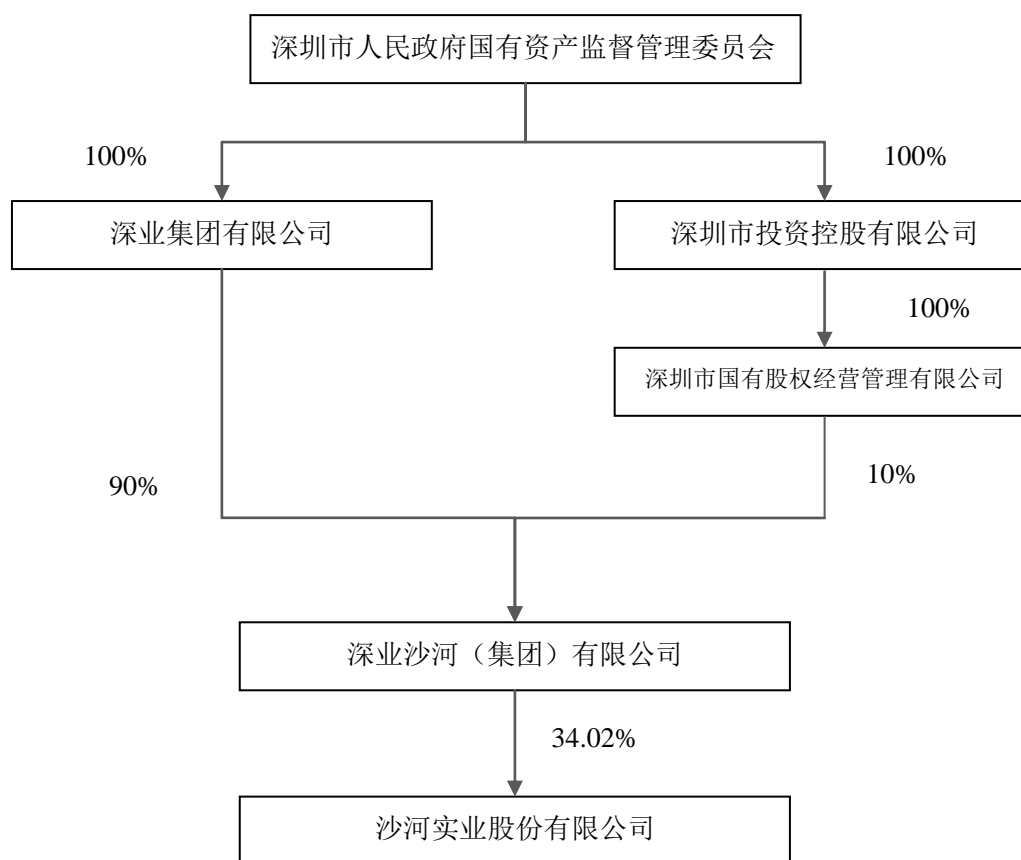 深圳市人民政府国有资产监督管理委员会
100%
100%
深业集团有限公司
深圳市投资控股有限公司
100%
深圳市国有股权经营管理有限公司
90%
10%
深业沙河（集团）有限公司
34.02%
沙河实业股份有限公司